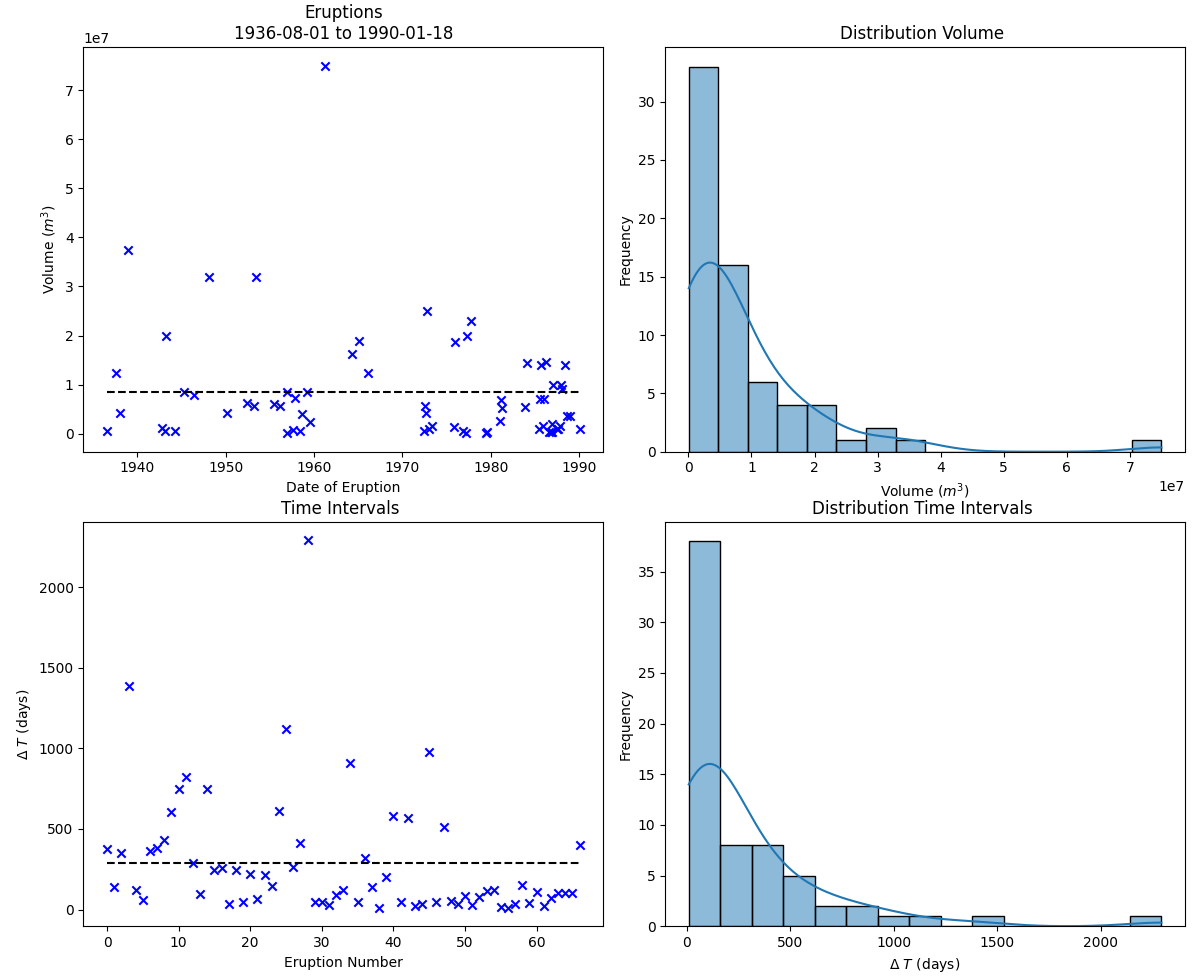 Eruptions
1936-08-01 to 1990-01-18
1e7
7
6
5
4
3
2
1
0
Volume (m³)
1940 1950 1960 1970 1980 1990
Date of Eruption
Distribution Volume
30
25
20
15
10
5
0
Frequency
0 1 2 3 4 5 6 7
1e7
Volume (m³)
Time Intervals
2000
1500
1000
500
0
Δ T (days)
0 10 20 30 40 50 60
Eruption Number
Distribution Time Intervals
35
30
25
20
15
10
5
0
Frequency
0 500 1000 1500 2000
Δ T (days)